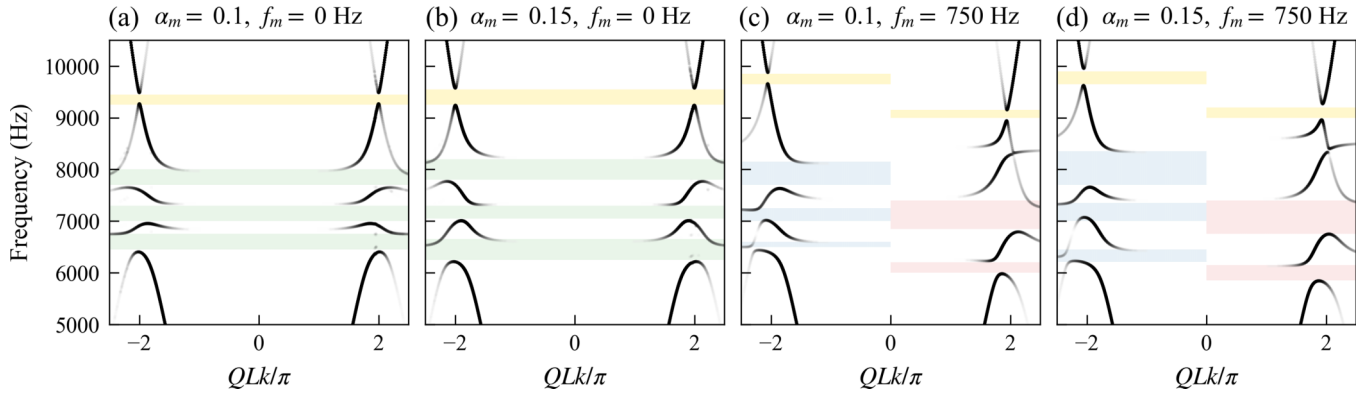 (a) αₘ = 0.1, fₘ = 0 Hz
(b) αₘ = 0.15, fₘ = 0 Hz
(c) αₘ = 0.1, fₘ = 750 Hz
(d) αₘ = 0.15, fₘ = 750 Hz
Frequency (Hz)
10000
9000
8000
7000
6000
5000
−2 0 2
−2 0 2
−2 0 2
−2 0 2
QLk/π
QLk/π
QLk/π
QLk/π